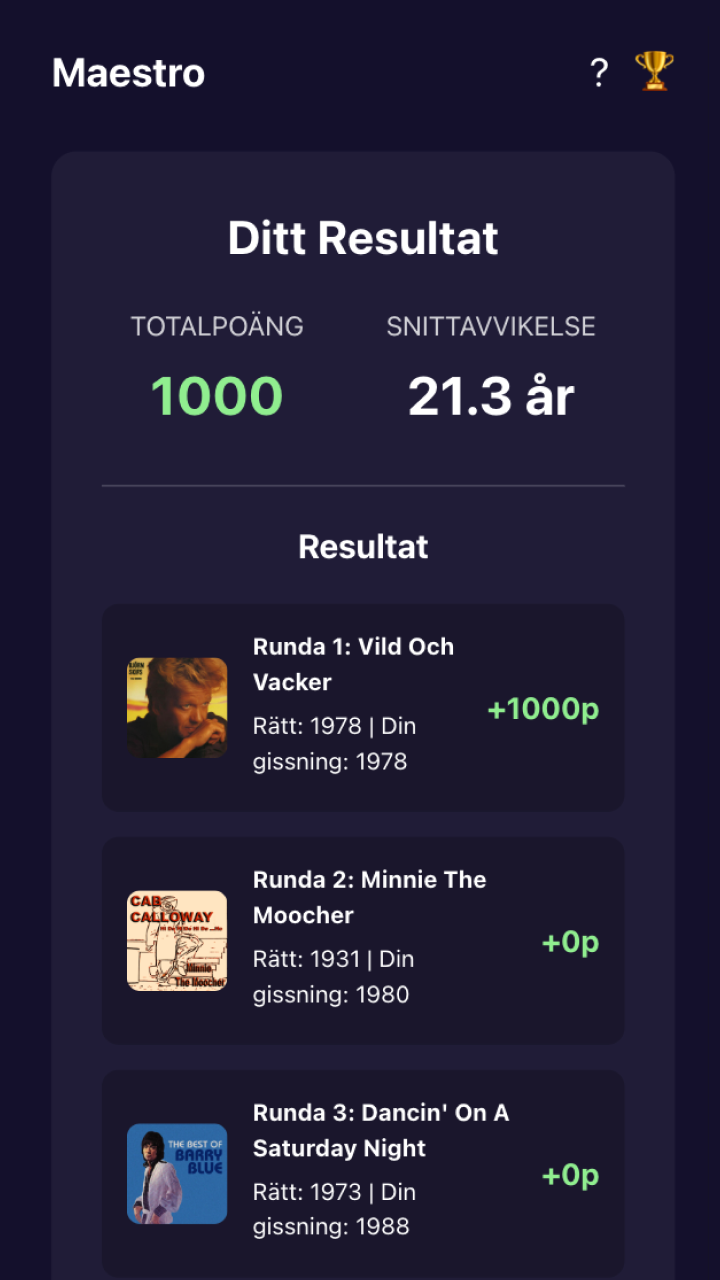 Maestro ? 🏆
Ditt Resultat
TOTALPOÄNG
1000
SNITTAVVIKELSE
21.3 år
Resultat
BJÖRN
SKIFS
Runda 1: Vild Och
Vacker
Rätt: 1978 | Din
gissning: 1978
+1000p
CAB
CALLOWAY
Minnie
The Moocher
Runda 2: Minnie The
Moocher
Rätt: 1931 | Din
gissning: 1980
+0p
THE BEST OF
BARRY
BLUE
Runda 3: Dancin' On A
Saturday Night
Rätt: 1973 | Din
gissning: 1988
+0p